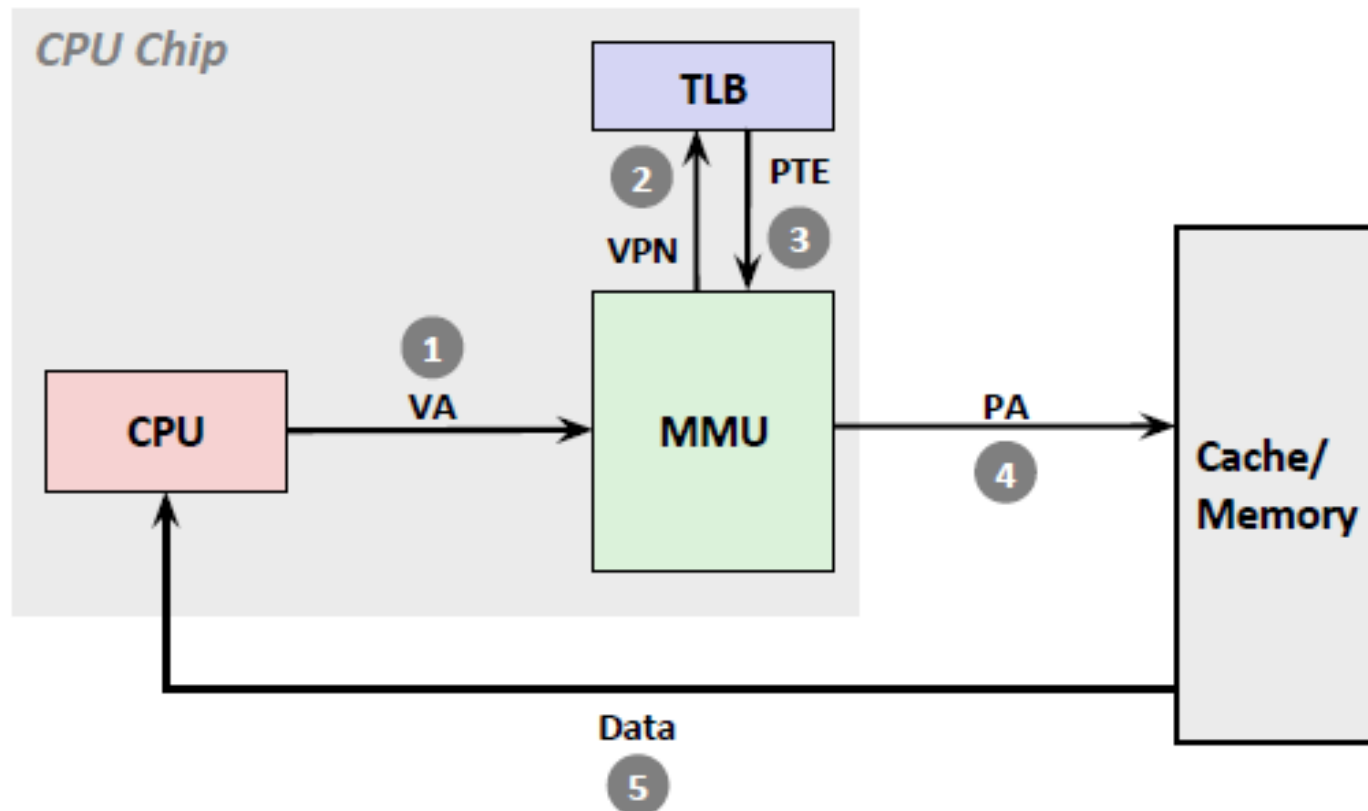 CPU Chip
TLB
2
PTE
VPN
3
1
VA
CPU
MMU
PA
4
Cache/
Memory
Data
5